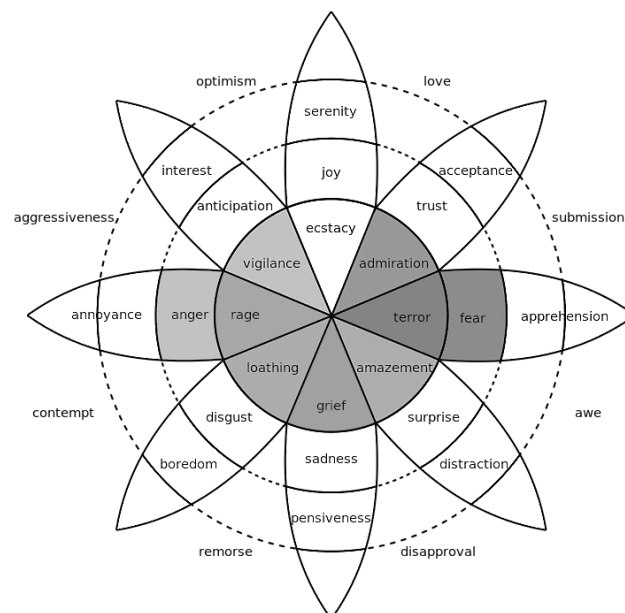 optimism
love
serenity
interest
joy
acceptance
anticipation
trust
aggressiveness
submission
ecstacy
vigilance
admiration
annoyance
anger
rage
terror
fear
apprehension
loathing
amazement
contempt
disgust
grief
surprise
awe
boredom
sadness
distraction
pensiveness
remorse
disapproval